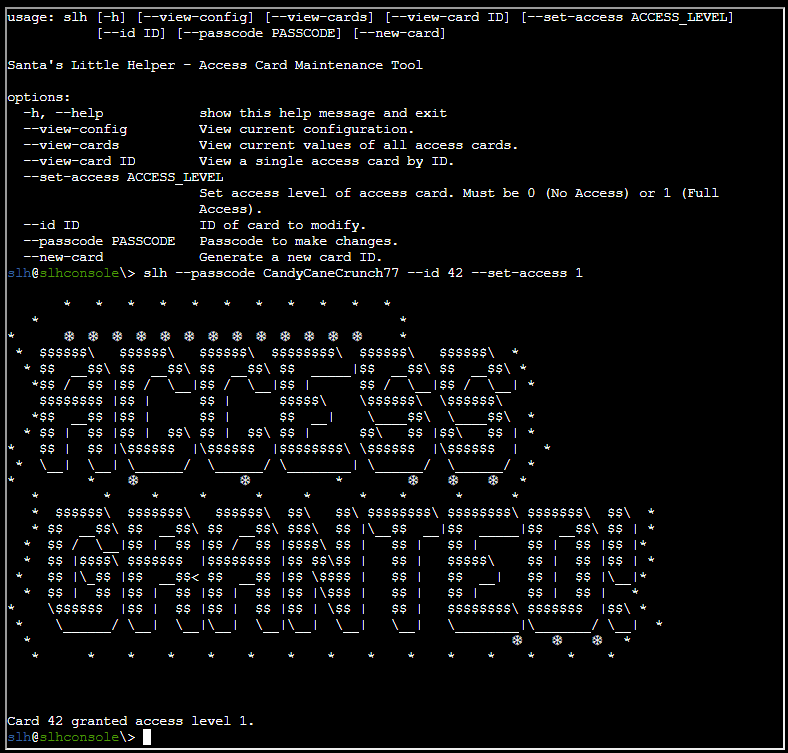 usage: slh [-h] [--view-config] [--view-cards] [--view-card ID] [--set-access ACCESS_LEVEL]
           [--id ID] [--passcode PASSCODE] [--new-card]
Santa's Little Helper - Access Card Maintenance Tool
options:
  -h, --help            show this help message and exit
  --view-config         View current configuration.
  --view-cards          View current values of all access cards.
  --view-card ID        View a single access card by ID.
  --set-access ACCESS_LEVEL
                        Set access level of access card. Must be 0 (No Access) or 1 (Full
                        Access).
  --id ID               ID of card to modify.
  --passcode PASSCODE   Passcode to make changes.
  --new-card            Generate a new card ID.
slh@slhconsole\> slh --passcode CandyCaneCrunch77 --id 42 --set-access 1
ACCESS
GRANTED!
Card 42 granted access level 1.
slh@slhconsole\>